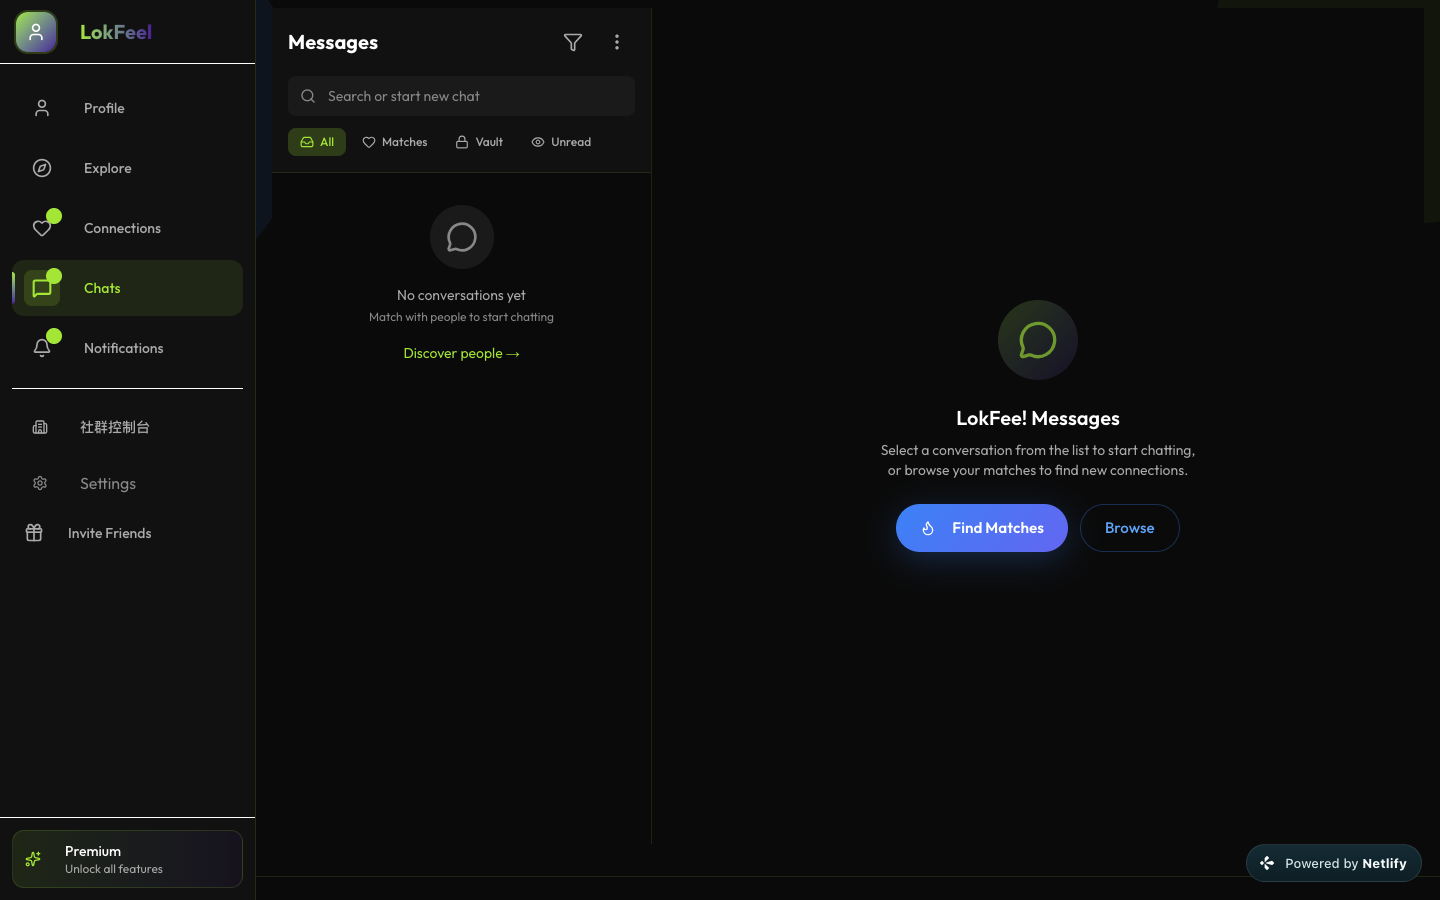 LokFeel
Profile
Explore
Connections
Chats
Notifications
社群控制台
Settings
Invite Friends
Premium
Unlock all features
Messages
Search or start new chat
All
Matches
Vault
Unread
No conversations yet
Match with people to start chatting
Discover people →
LokFee! Messages
Select a conversation from the list to start chatting,
or browse your matches to find new connections.
Find Matches
Browse
Powered by Netlify